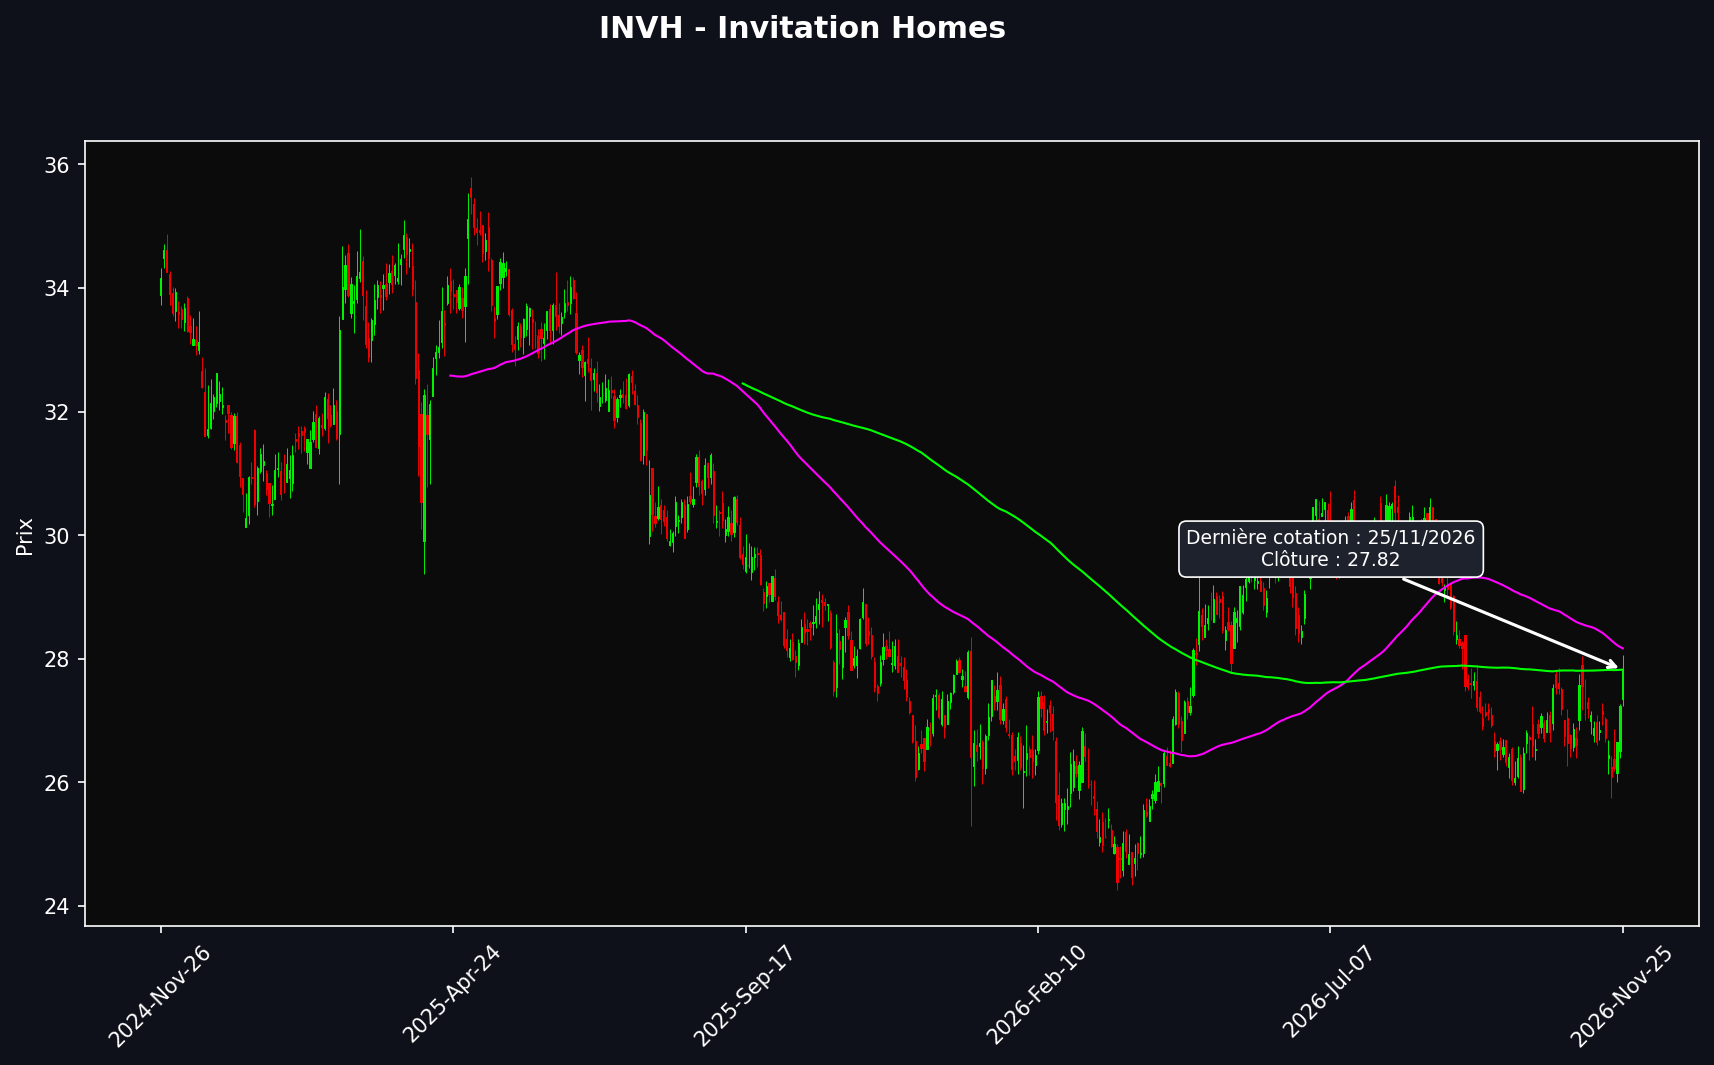 INVH - Invitation Homes
Prix
36
34
32
30
28
26
24
Dernière cotation : 25/11/2026
Clôture : 27.82
2024-Nov-26
2025-Apr-24
2025-Sep-17
2026-Feb-10
2026-Jul-07
2026-Nov-25